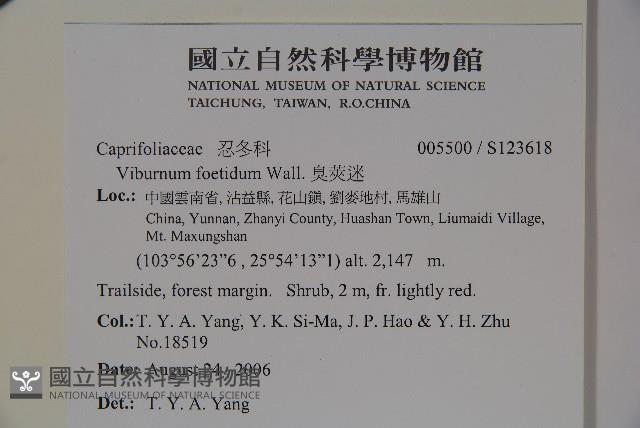 國立自然科學博物館
NATIONAL MUSEUM OF NATURAL SCIENCE
TAICHUNG, TAIWAN, R.O.CHINA
Caprifoliaceae 忍冬科 005500 / S123618
Viburnum foetidum Wall. 臭莢迷
Loc.: 中國雲南省, 沾益縣, 花山鎮, 劉麥地村, 馬雄山
China, Yunnan, Zhanyi County, Huashan Town, Liumaidi Village,
Mt. Maxungshan
(103°56’23”6 , 25°54’13”1) alt. 2,147 m.
Trailside, forest margin. Shrub, 2 m, fr. lightly red.
Col.: T. Y. A. Yang, Y. K. Si-Ma, J. P. Hao & Y. H. Zhu
No.18519
Date: August 24, 2006
國立自然科學博物館
NATIONAL MUSEUM OF NATURAL SCIENCE
Det.: T. Y. A. Yang